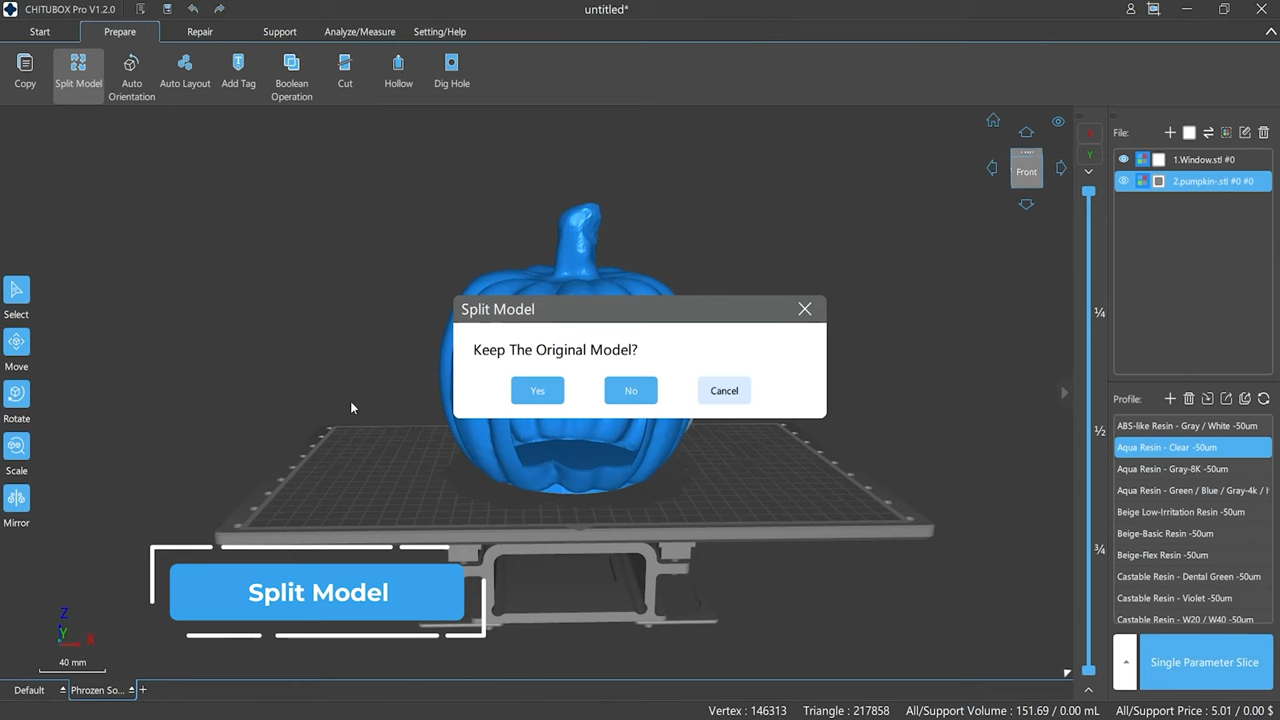 CHITUBOX Pro V1.2.0
untitled*
Start
Prepare
Repair
Support
Analyze/Measure
Setting/Help
Copy
Split Model
Auto
Orientation
Auto Layout
Add Tag
Boolean
Operation
Cut
Hollow
Dig Hole
File:
1.Window.stl #0
2.pumpkin-.stl #0 #0
Y
Front
Select
Move
Rotate
Scale
Mirror
Split Model
Keep The Original Model?
Yes
No
Cancel
¼
½
¾
Profile:
ABS-like Resin - Gray / White -50um
Aqua Resin - Clear -50um
Aqua Resin - Gray-8K -50um
Aqua Resin - Green / Blue / Gray-4k /
Beige Low-Irritation Resin -50um
Beige-Basic Resin -50um
Beige-Flex Resin -50um
Castable Resin - Dental Green -50um
Castable Resin - Violet -50um
Castable Resin - W20 / W40 -50um
Single Parameter Slice
Split Model
Z
Y
X
40 mm
Default
Phrozen So...
Vertex : 146313
Triangle : 217858
All/Support Volume : 151.69 / 0.00 mL
All/Support Price : 5.01 / 0.00 $